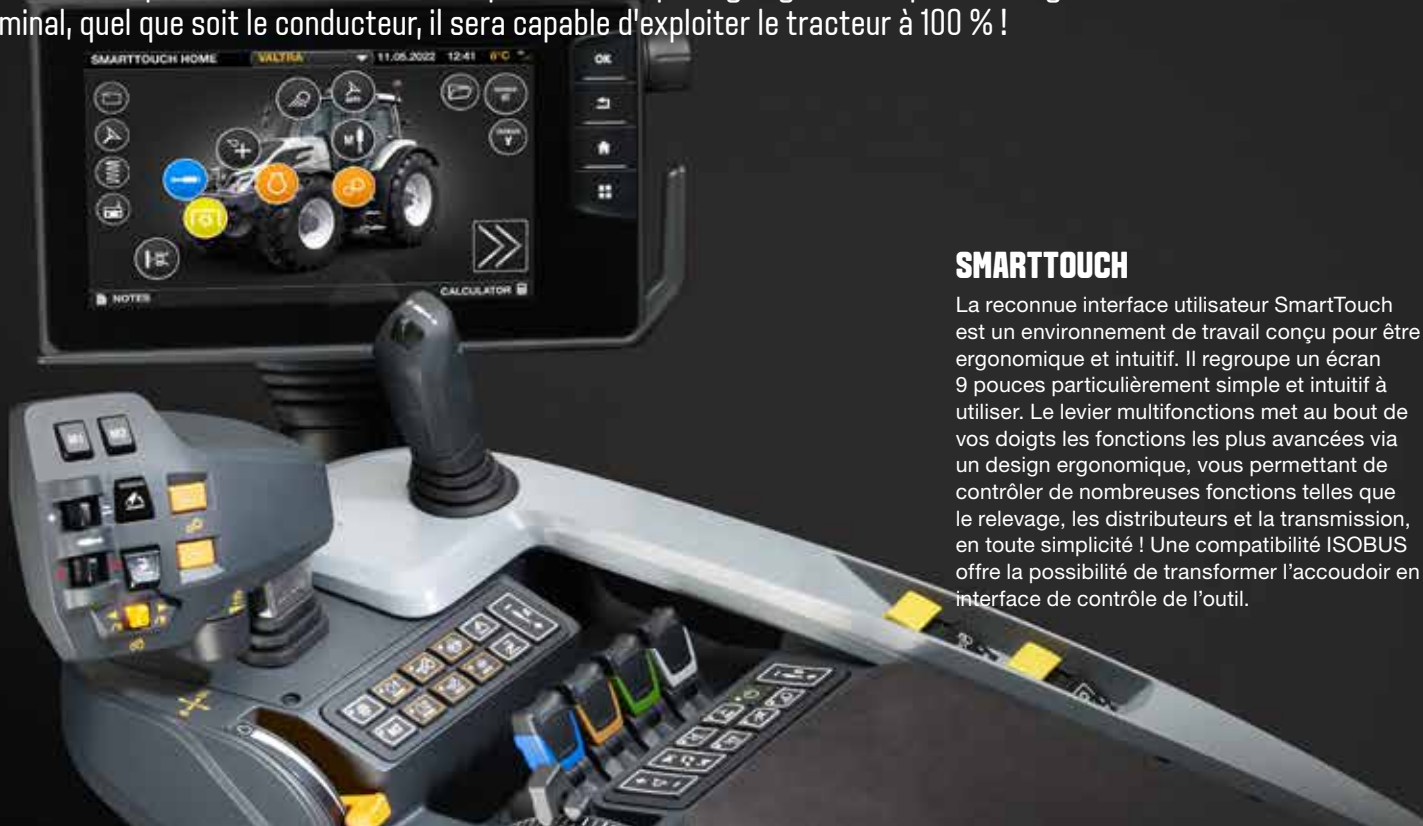 minal, quel que soit le conducteur, il sera capable d'exploiter le tracteur à 100 % !
SMARTTOUCH HOME VALTRA 11.05.2022 12:41 6°C
OK
AUTO
M
NOTES
CALCULATOR
M1 M2
SMARTTOUCH
La reconnue interface utilisateur SmartTouch
est un environnement de travail conçu pour être
ergonomique et intuitif. Il regroupe un écran
9 pouces particulièrement simple et intuitif à
utiliser. Le levier multifonctions met au bout de
vos doigts les fonctions les plus avancées via
un design ergonomique, vous permettant de
contrôler de nombreuses fonctions telles que
le relevage, les distributeurs et la transmission,
en toute simplicité ! Une compatibilité ISOBUS
offre la possibilité de transformer l’accoudoir en
interface de contrôle de l’outil.